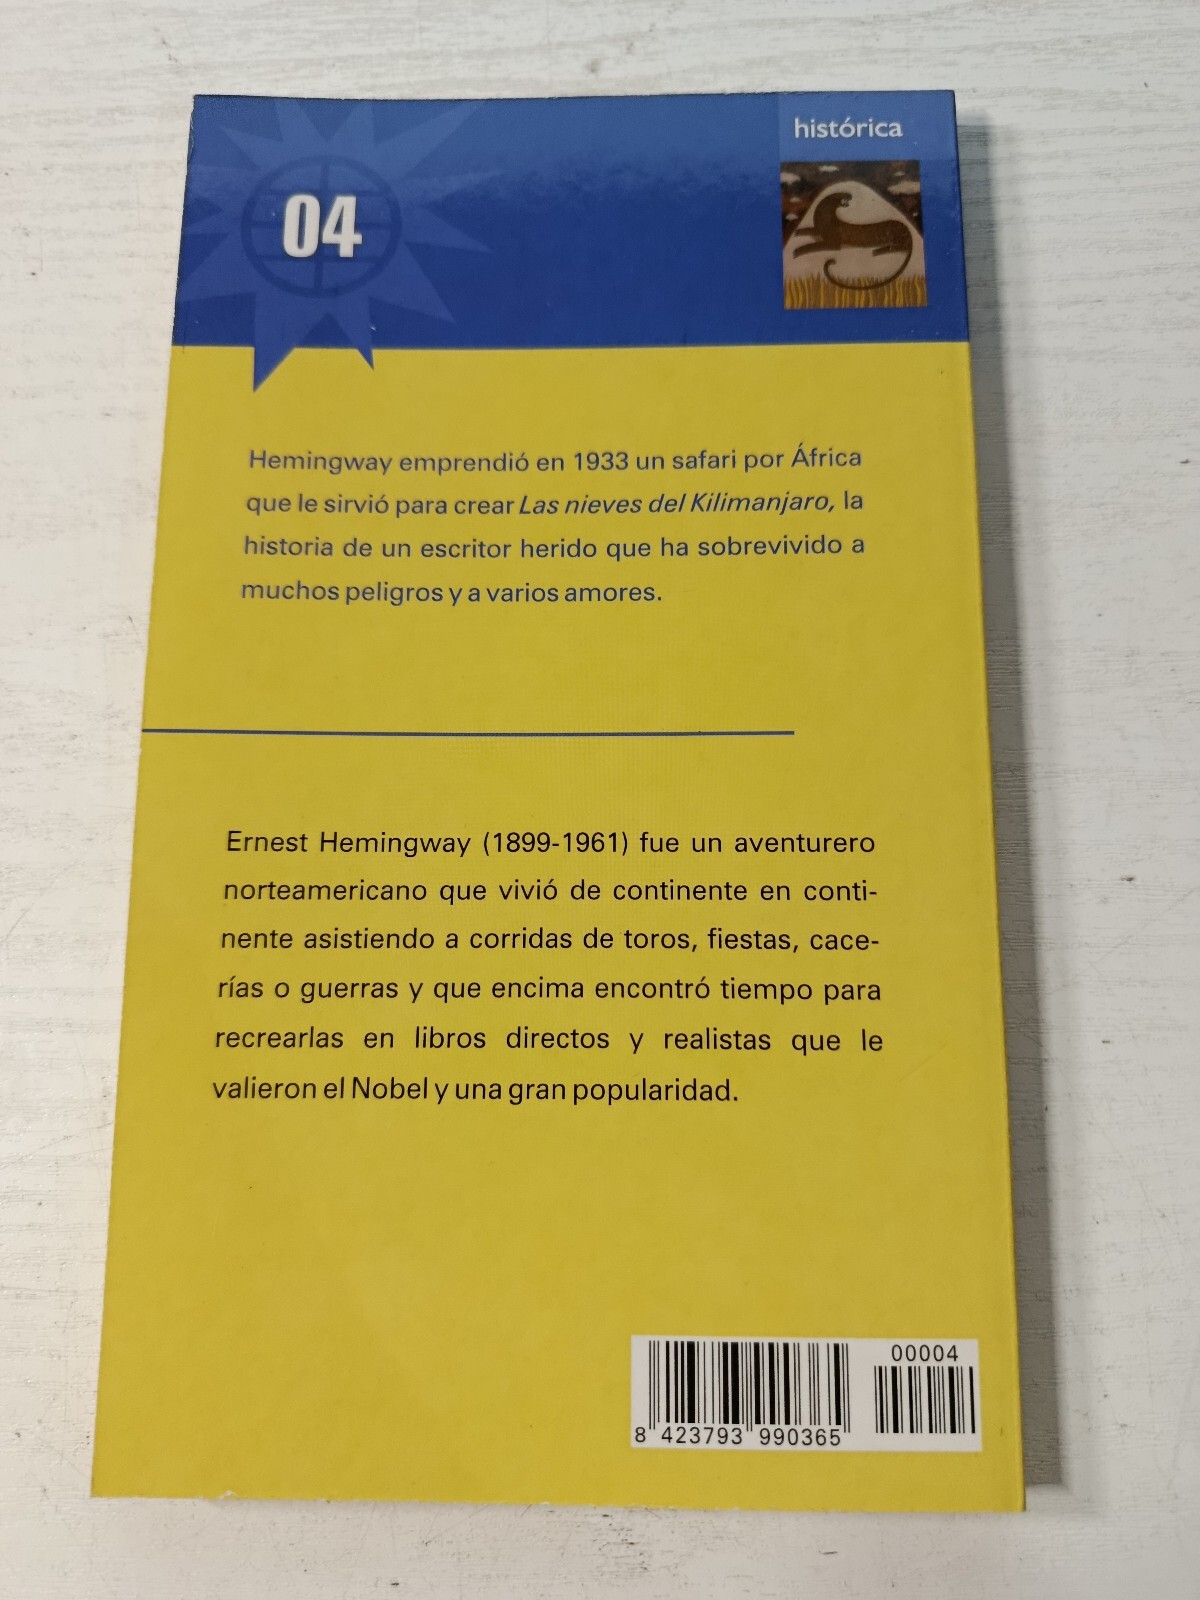 histórica
04
Hemingway emprendió en 1933 un safari por África
que le sirvió para crear Las nieves del Kilimanjaro, la
historia de un escritor herido que ha sobrevivido a
muchos peligros y a varios amores.
Ernest Hemingway (1899-1961) fue un aventurero
norteamericano que vivió de continente en conti-
nente asistiendo a corridas de toros, fiestas, cace-
rías o guerras y que encima encontró tiempo para
recrearlas en libros directos y realistas que le
valieron el Nobel y una gran popularidad.
00004
8 423793 990365